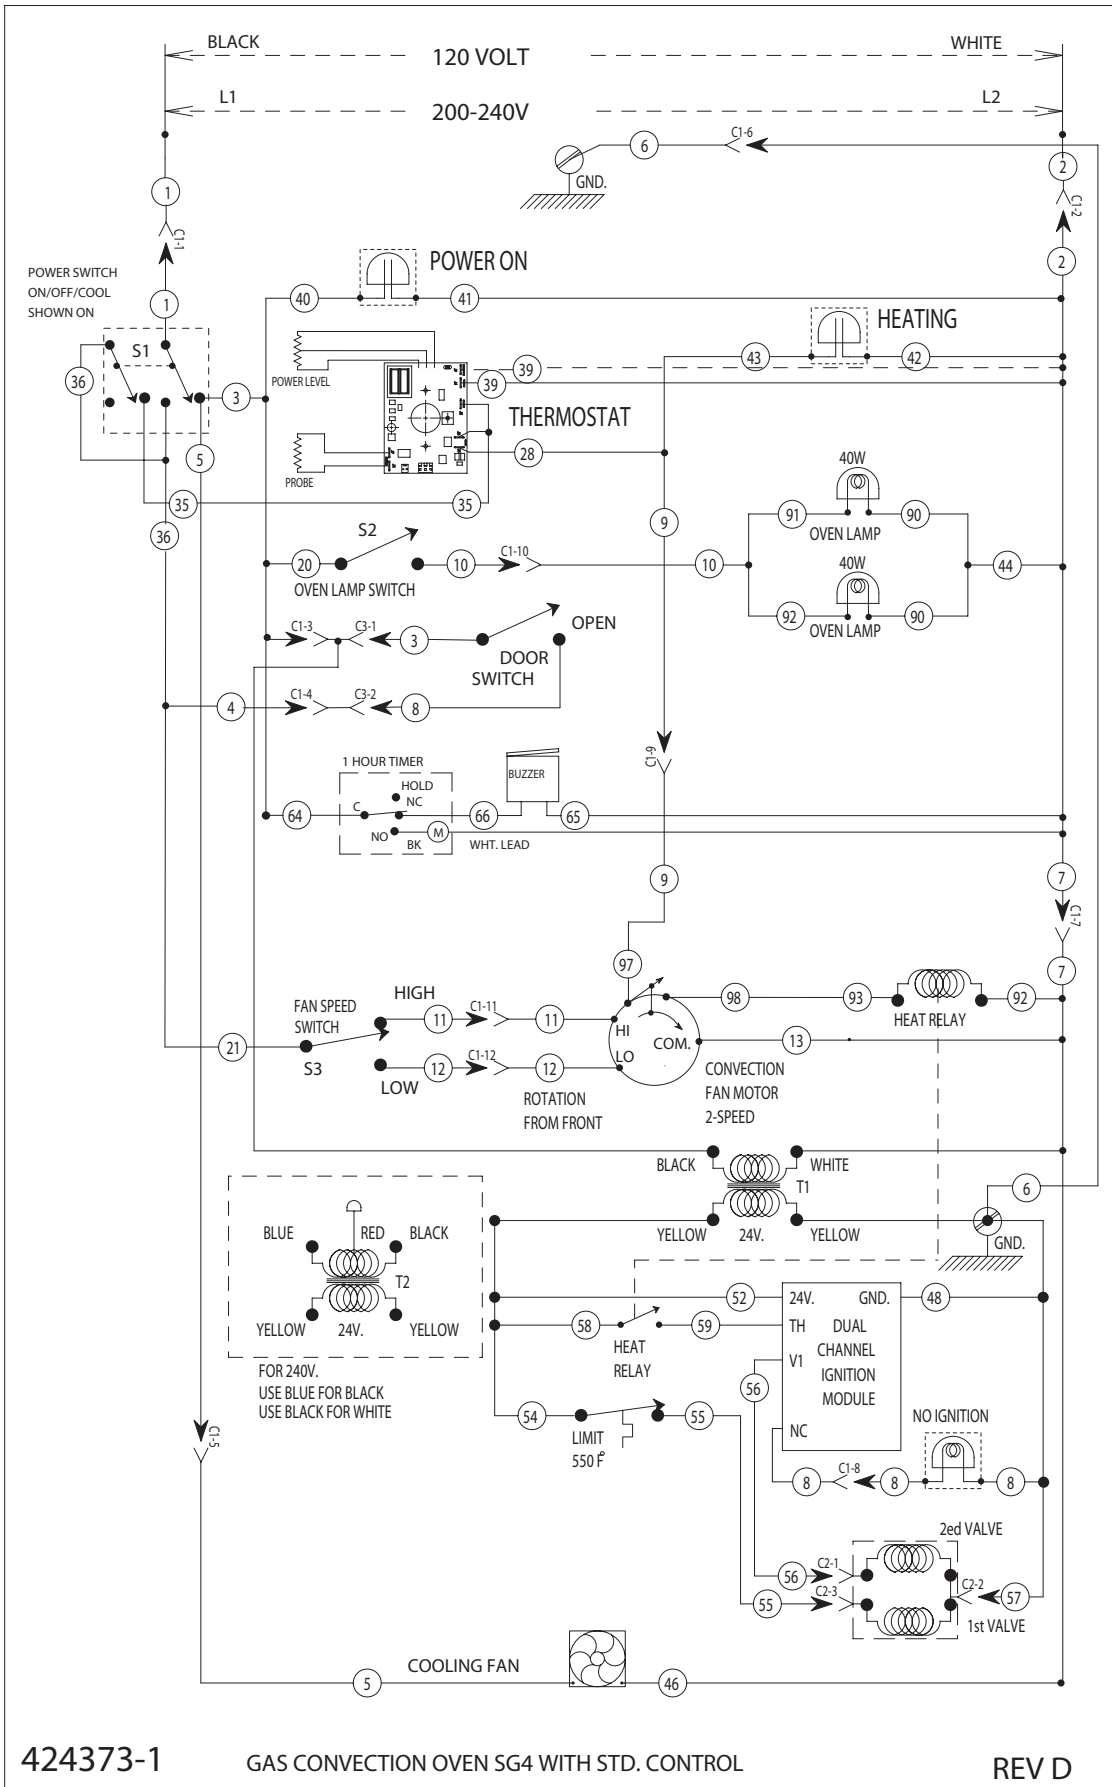 BLACK
WHITE
120 VOLT
L1
L2
200-240V
6
C1-6
GND.
1
2
C1-1
C1-2
POWER SWITCH
ON/OFF/COOL
SHOWN ON
1
2
POWER ON
40
41
HEATING
S1
43
42
36
POWER LEVEL
39
39
3
THERMOSTAT
5
28
PROBE
40W
35
35
91
90
OVEN LAMP
36
9
S2
20
10
C1-10
10
44
OVEN LAMP SWITCH
40W
92
90
OVEN LAMP
C1-3
C3-1
3
OPEN
DOOR
SWITCH
4
C1-4
C3-2
8
C1-9
1 HOUR TIMER
HOLD
NC
C
BUZZER
64
66
65
NO
BK
M
WHT. LEAD
9
7
C1-7
97
7
FAN SPEED
SWITCH
HIGH
C1-11
11
11
98
93
92
HEAT RELAY
HI
LO
COM.
21
S3
13
C1-12
12
12
LOW
ROTATION
FROM FRONT
CONVECTION
FAN MOTOR
2-SPEED
BLACK
WHITE
T1
6
YELLOW
24V.
YELLOW
GND.
BLUE
RED
BLACK
T2
YELLOW
24V.
YELLOW
FOR 240V.
USE BLUE FOR BLACK
USE BLACK FOR WHITE
52
24V.
GND.
48
58
59
TH
DUAL
CHANNEL
IGNITION
MODULE
HEAT
RELAY
V1
56
54
55
NC
LIMIT
550 F°
NO IGNITION
C1-5
8
C1-8
8
8
2ed VALVE
56
C2-1
C2-2
57
55
C2-3
1st VALVE
COOLING FAN
5
46
424373-1
GAS CONVECTION OVEN SG4 WITH STD. CONTROL
REV D